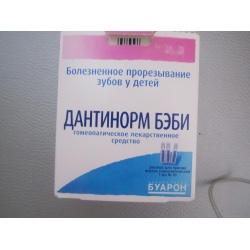 Болезненное прорезывание
зубов у детей
ДАНТИНОРМ БЭБИ
гомеопатическое лекарственное
средство
БУАРОН